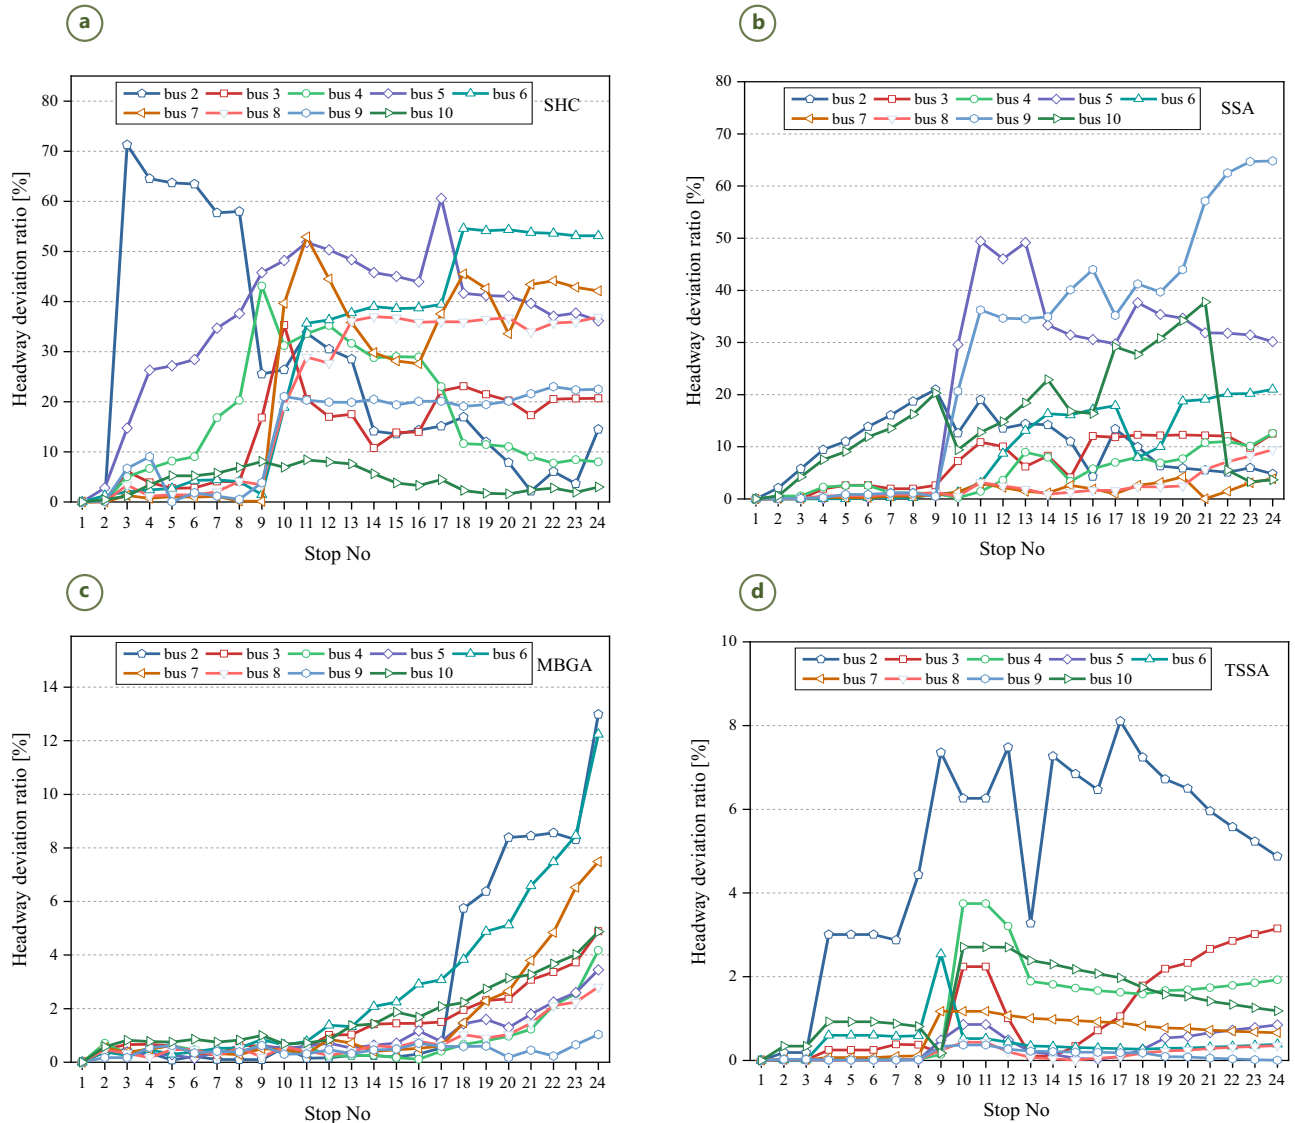 a
bus 2 bus 3 bus 4 bus 5 bus 6
bus 7 bus 8 bus 9 bus 10
SHC
Headway deviation ratio [%]
80
70
60
50
40
30
20
10
0
1 2 3 4 5 6 7 8 9 10 11 12 13 14 15 16 17 18 19 20 21 22 23 24
Stop No
b
bus 2 bus 3 bus 4 bus 5 bus 6
bus 7 bus 8 bus 9 bus 10
SSA
Headway deviation ratio [%]
80
70
60
50
40
30
20
10
0
1 2 3 4 5 6 7 8 9 10 11 12 13 14 15 16 17 18 19 20 21 22 23 24
Stop No
c
bus 2 bus 3 bus 4 bus 5 bus 6
bus 7 bus 8 bus 9 bus 10
MBGA
Headway deviation ratio [%]
14
12
10
8
6
4
2
0
1 2 3 4 5 6 7 8 9 10 11 12 13 14 15 16 17 18 19 20 21 22 23 24
Stop No
d
bus 2 bus 3 bus 4 bus 5 bus 6
bus 7 bus 8 bus 9 bus 10
TSSA
Headway deviation ratio [%]
10
8
6
4
2
0
1 2 3 4 5 6 7 8 9 10 11 12 13 14 15 16 17 18 19 20 21 22 23 24
Stop No